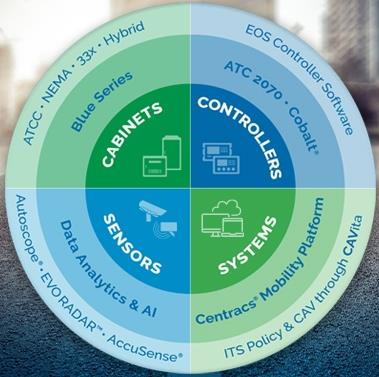 ATCC • NEMA • 33x • Hybrid
Blue Series
CABINETS
EOS Controller Software
ATC 2070 • Cobalt®
CONTROLLERS
SENSORS
Data Analytics & AI
Autoscope® • EVO RADAR™ • AccuSense®
SYSTEMS
Centracs® Mobility Platform
ITS Policy & CAV through CAVita